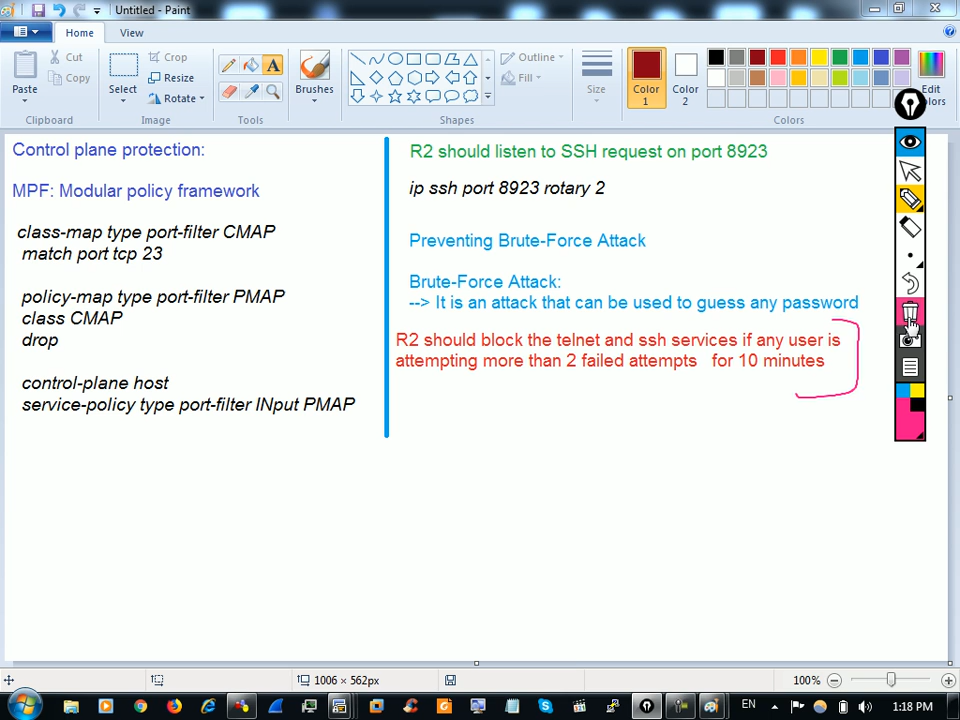 Untitled - Paint
Home
View
Paste
Cut
Copy
Clipboard
Select
Crop
Resize
Rotate
Image
A
Tools
Brushes
Outline
Fill
Shapes
Size
Color 1
Color 2
Edit
Colors
Control plane protection:
MPF: Modular policy framework
class-map type port-filter CMAP
match port tcp 23
policy-map type port-filter PMAP
class CMAP
drop
control-plane host
service-policy type port-filter INput PMAP
R2 should listen to SSH request on port 8923
ip ssh port 8923 rotary 2
Preventing Brute-Force Attack
Brute-Force Attack:
--> It is an attack that can be used to guess any password
R2 should block the telnet and ssh services if any user is
attempting more than 2 failed attempts for 10 minutes
1006 × 562px
100%
EN
1:18 PM